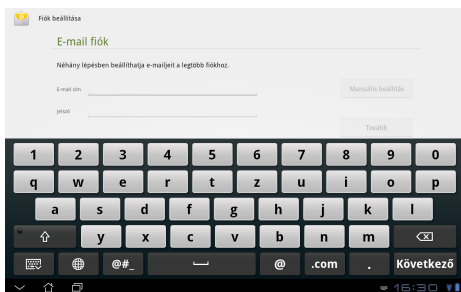 Fiók beállítása
E-mail fiók
Néhány lépésben beállíthatja e-mailjeit a legtöbb fiókhoz.
E-mail cím
Manuális beállítás
Jelszó
Tovább
1 2 3 4 5 6 7 8 9 0
q w e r t z u i o p
a s d f g h j k l
y x c v b n m
@#_ @ .com . Következő
16:30